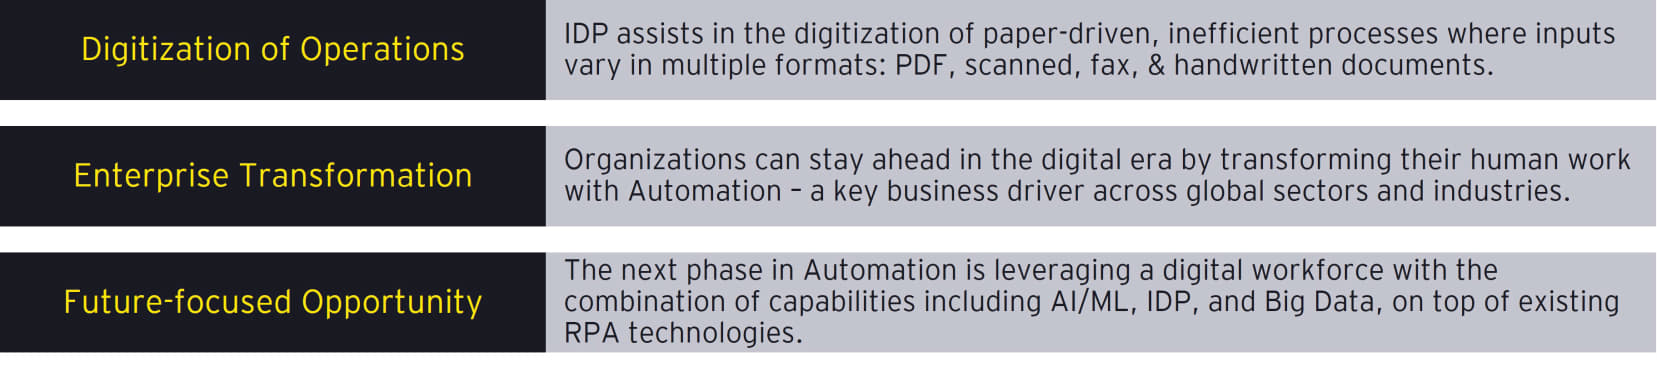 Digitization of Operations
IDP assists in the digitization of paper-driven, inefficient processes where inputs
vary in multiple formats: PDF, scanned, fax, & handwritten documents.
Enterprise Transformation
Organizations can stay ahead in the digital era by transforming their human work
with Automation – a key business driver across global sectors and industries.
Future-focused Opportunity
The next phase in Automation is leveraging a digital workforce with the
combination of capabilities including AI/ML, IDP, and Big Data, on top of existing
RPA technologies.